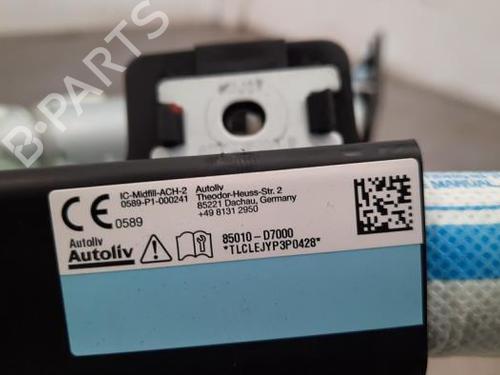 B-PARTS
IC-Midfill-ACH-2
0589-P1-000241
Autoliv
Theodor-Heuss-Str. 2
85221 Dachau, Germany
+49 8131 2950
CE 0589
Autoliv
Autoliv
85010-D7000
*TLCLEJYP3P0428*
MANUAL